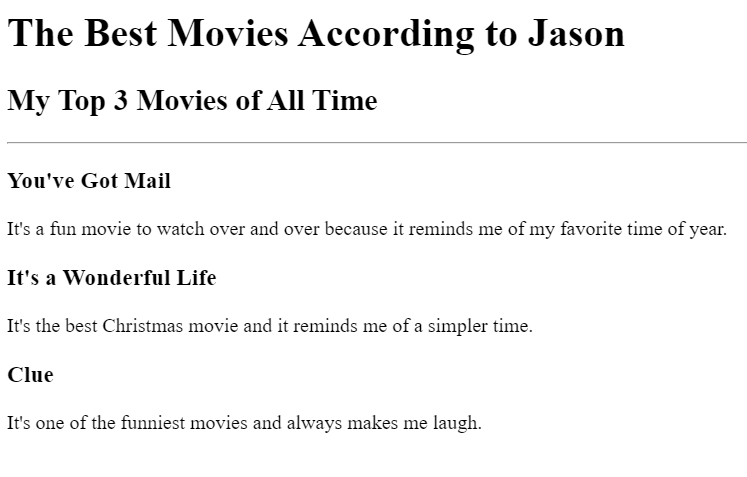 The Best Movies According to Jason
My Top 3 Movies of All Time
You've Got Mail
It's a fun movie to watch over and over because it reminds me of my favorite time of year.
It's a Wonderful Life
It's the best Christmas movie and it reminds me of a simpler time.
Clue
It's one of the funniest movies and always makes me laugh.